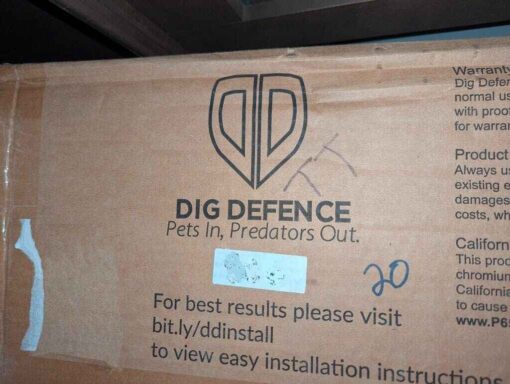 DIG DEFENCE
Pets In, Predators Out.
20
For best results please visit
bit.ly/ddinstall
to view easy installation instructions
Warranty
Dig Defen
normal us
with proo
for warran
Product
Always us
existing e
damages
costs, wh
Californ
This prod
chromium
California
to cause
www.P6